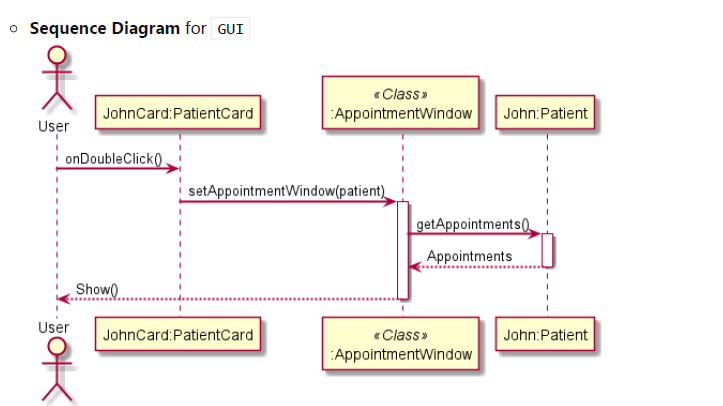 Sequence Diagram for GUI
User
JohnCard:PatientCard
«Class»
:AppointmentWindow
John:Patient
onDoubleClick()
setAppointmentWindow(patient)
getAppointments()
Appointments
Show()
User
JohnCard:PatientCard
«Class»
:AppointmentWindow
John:Patient